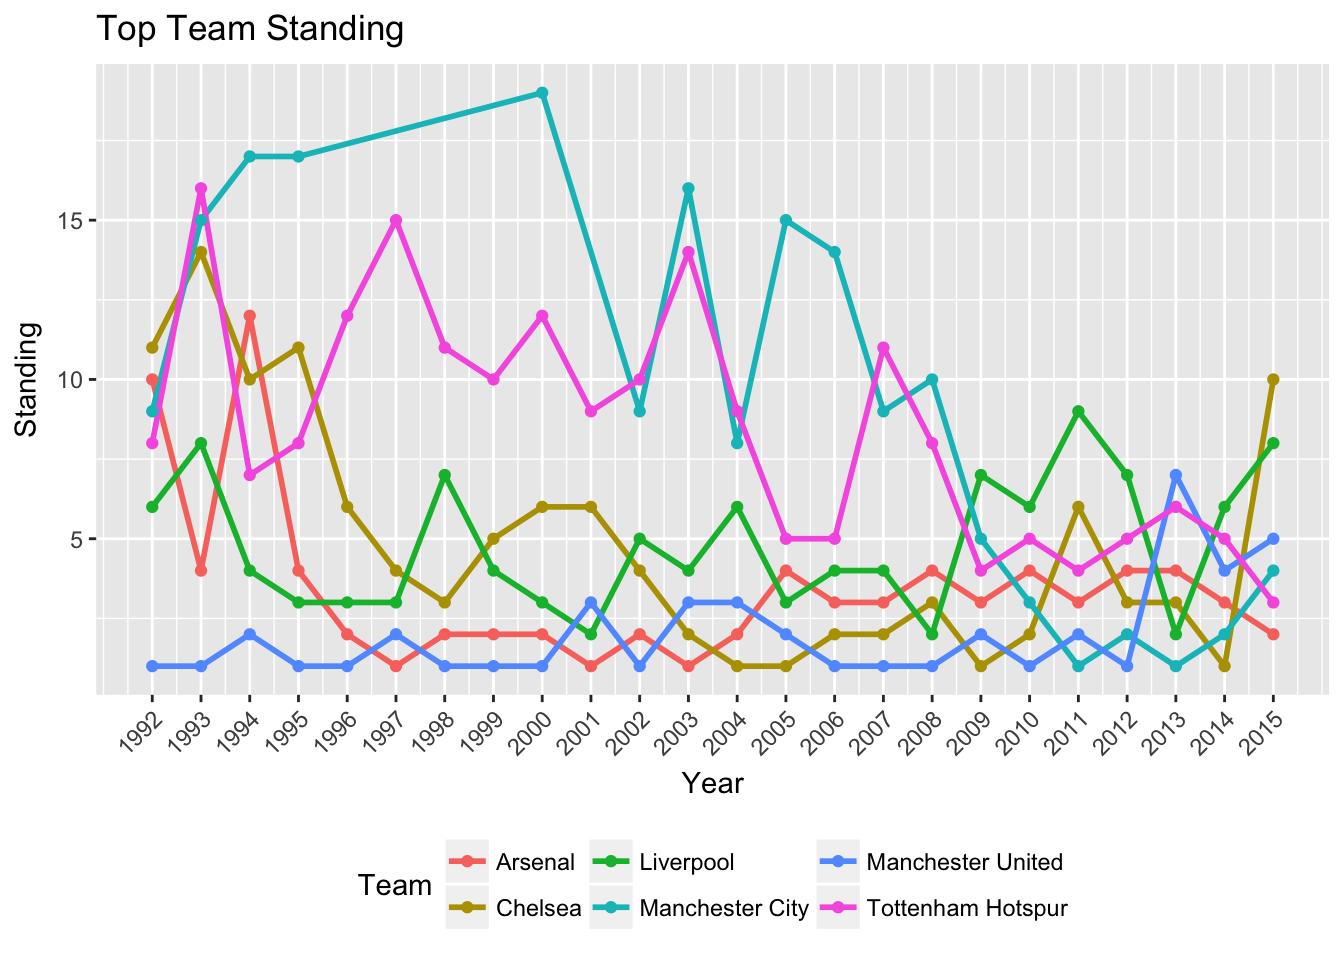 Top Team Standing
15
10
5
Standing
1992 1993 1994 1995 1996 1997 1998 1999 2000 2001 2002 2003 2004 2005 2006 2007 2008 2009 2010 2011 2012 2013 2014 2015
Year
Team
Arsenal Liverpool Manchester United
Chelsea Manchester City Tottenham Hotspur